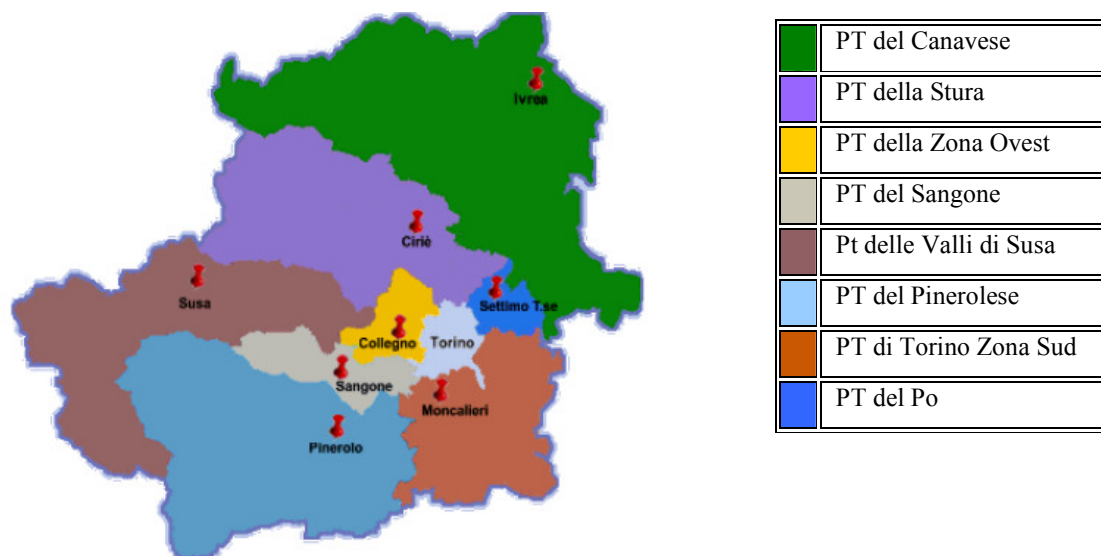 Ivrea
Ciriè
Susa
Settimo T.se
Collegno
Torino
Sangone
Moncalieri
Pinerolo
PT del Canavese
PT della Stura
PT della Zona Ovest
PT del Sangone
Pt delle Valli di Susa
PT del Pinerolese
PT di Torino Zona Sud
PT del Po